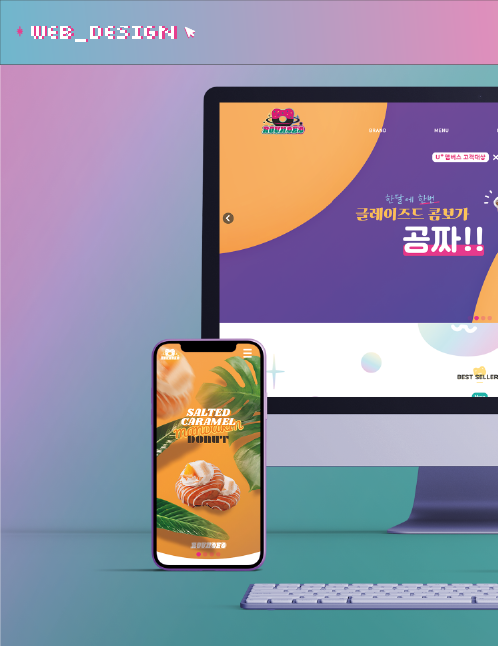 WEB_DESIGN
BRAND
MENU
U+멤버스 고객대상
한달에 한번
글레이즈드 콤보가
공짜!!
BEST SELLER
SALTED
CARAMEL
DONUT